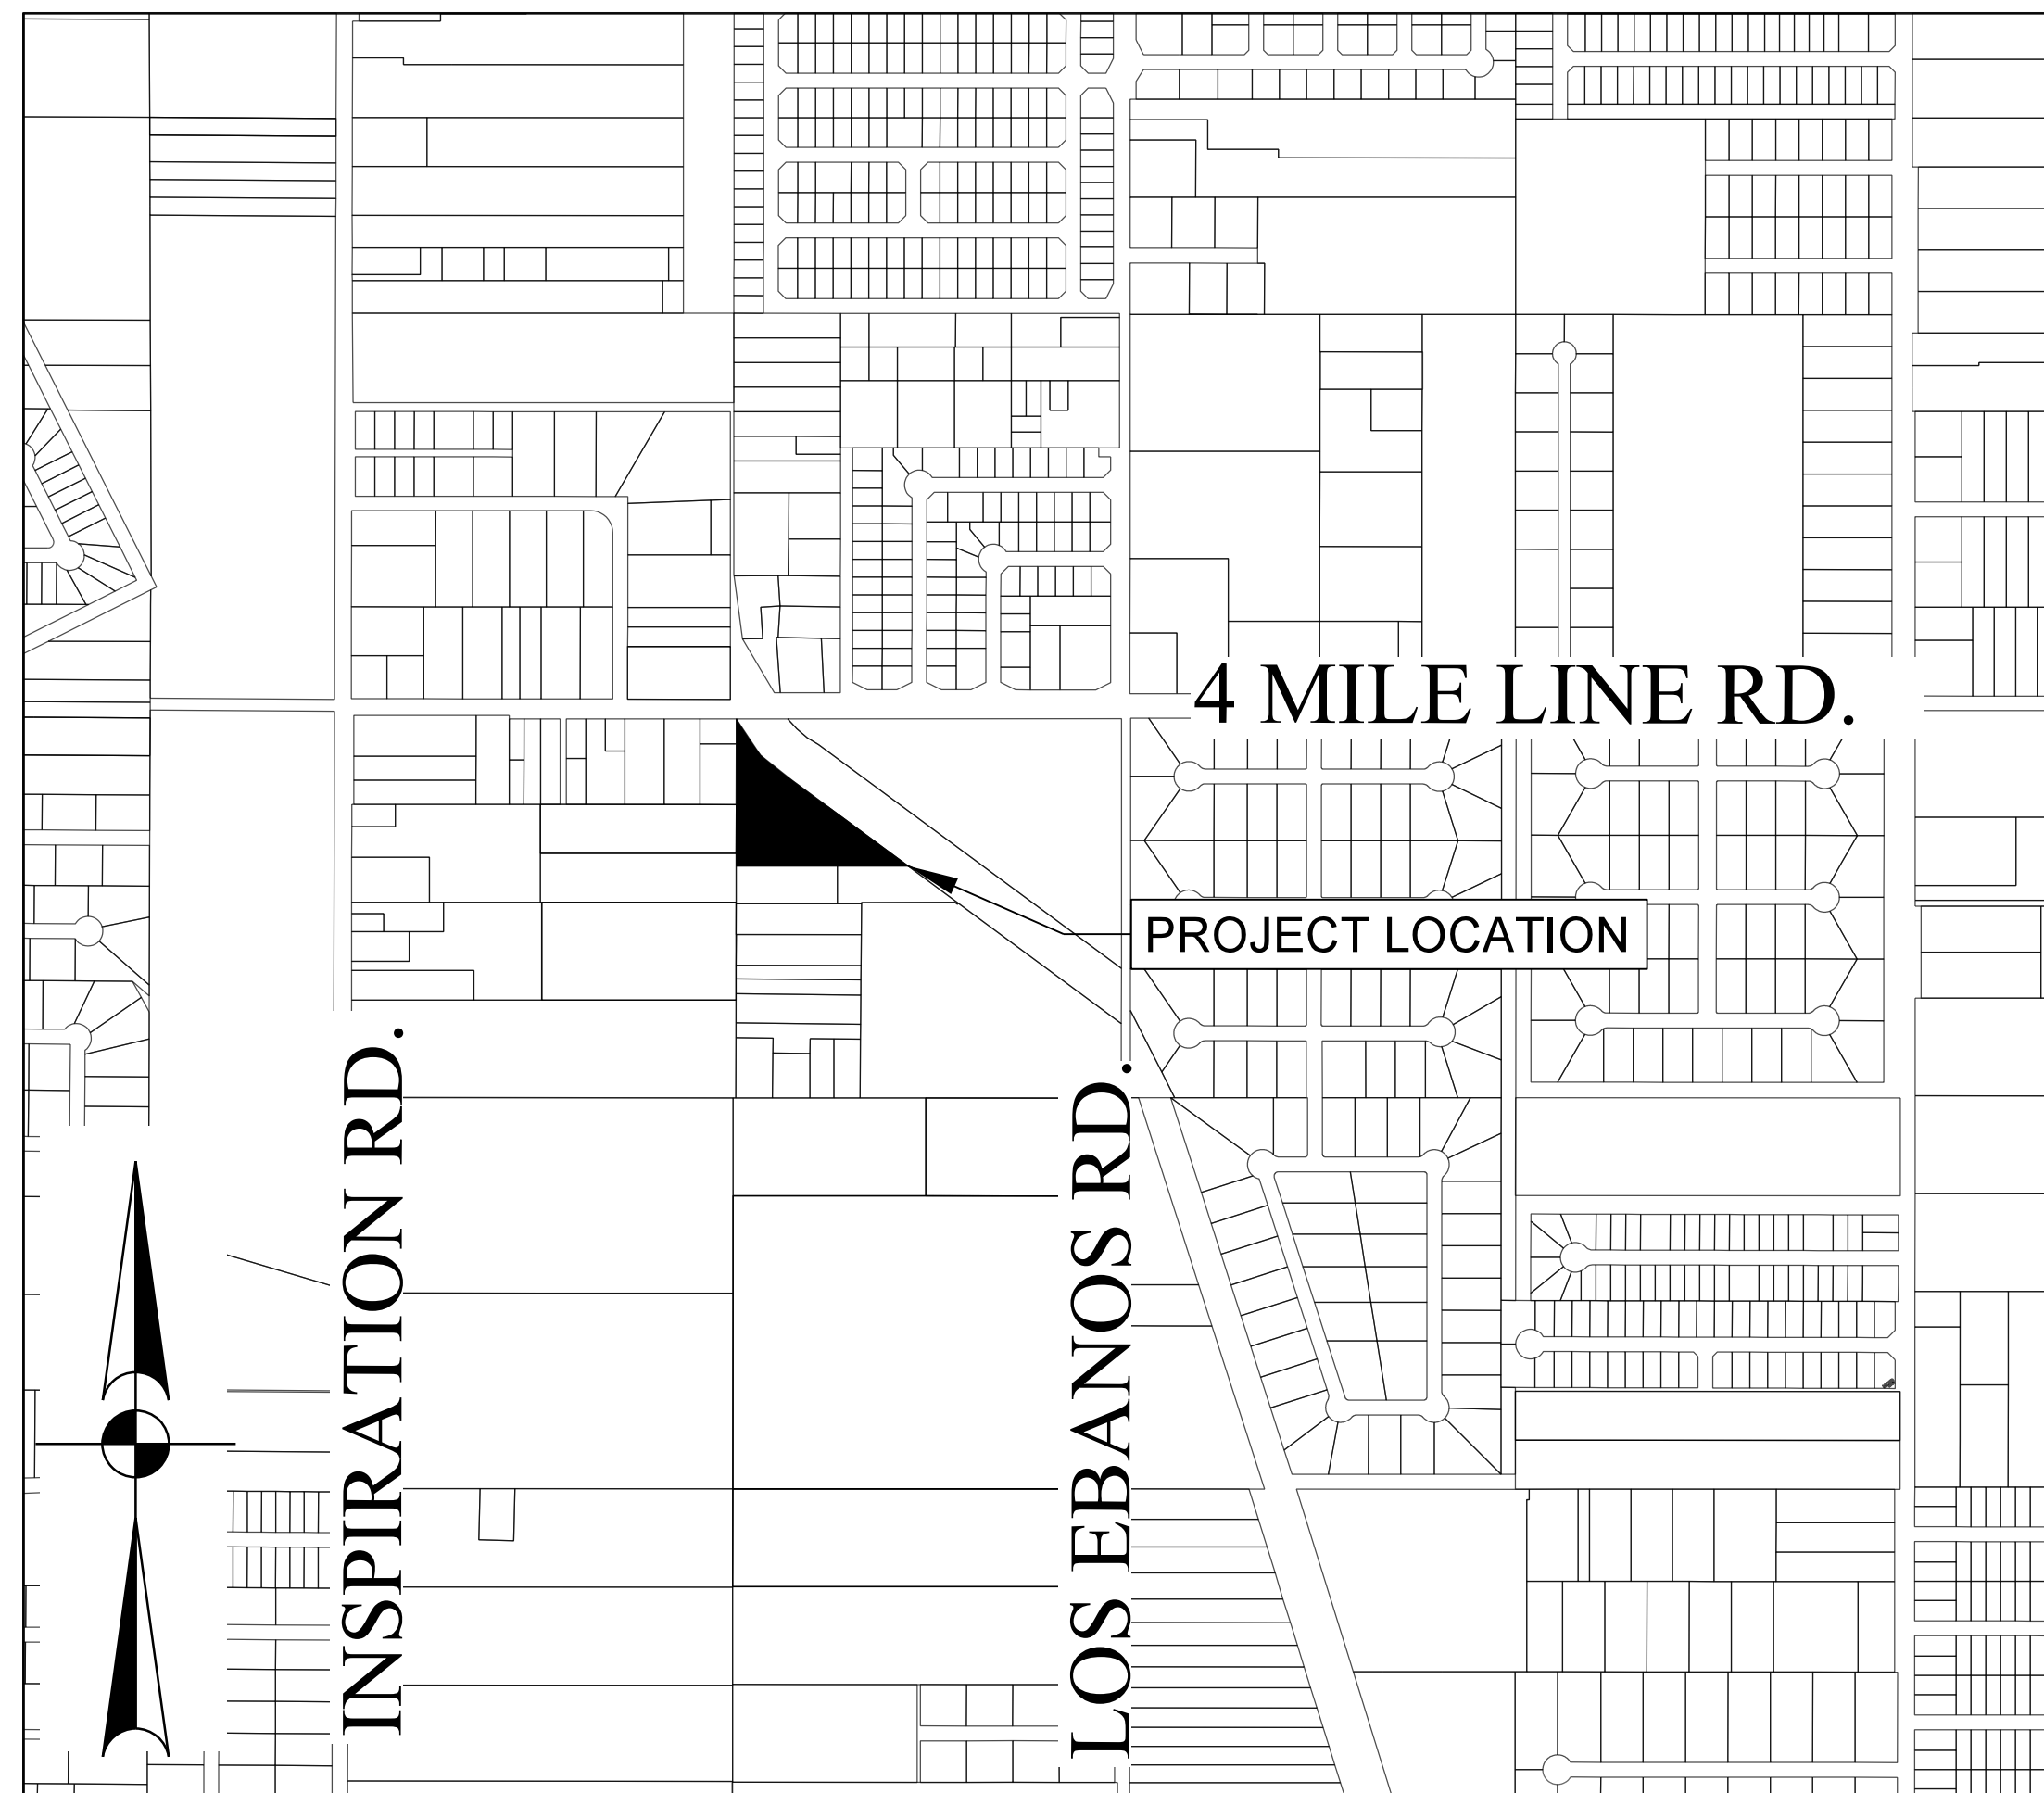 4 MILE LINE RD.
PROJECT LOCATION
INSPIRATION RD.
LOS EBANOS RD.